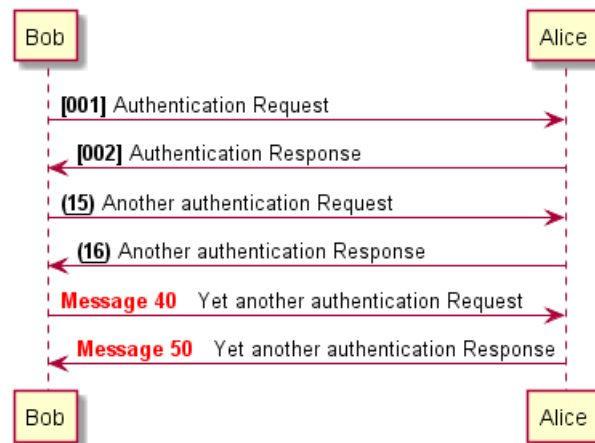 Bob Alice
[001] Authentication Request
[002] Authentication Response
(15) Another authentication Request
(16) Another authentication Response
Message 40 Yet another authentication Request
Message 50 Yet another authentication Response
Bob Alice